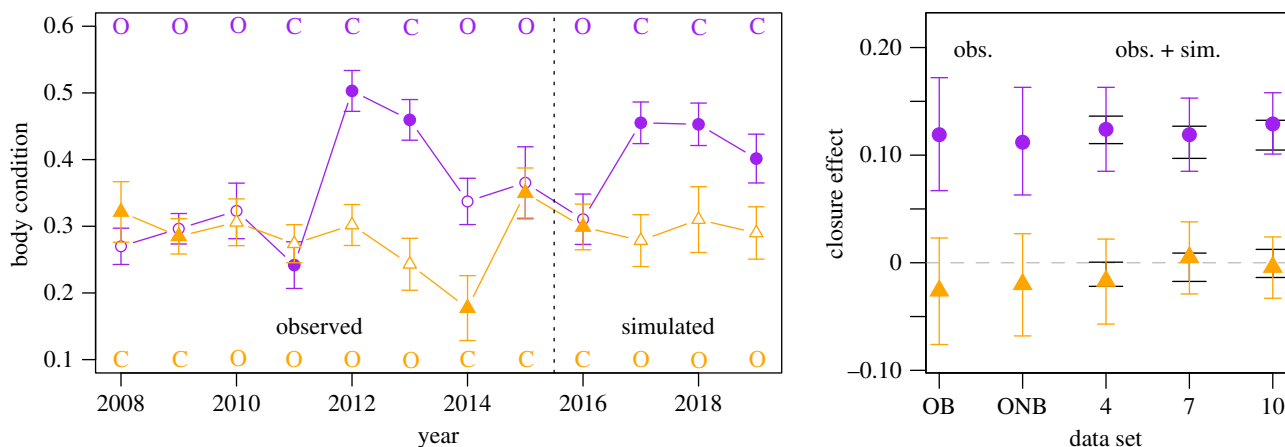 0.6 O O O C C C O O O C C C
0.5
0.4
0.3
0.2
0.1 C C O O O O C C C O O O
body condition
observed simulated
2008 2010 2012 2014 2016 2018
year
0.20
0.10
0
–0.10
closure effect
obs. obs. + sim.
OB ONB 4 7 10
data set